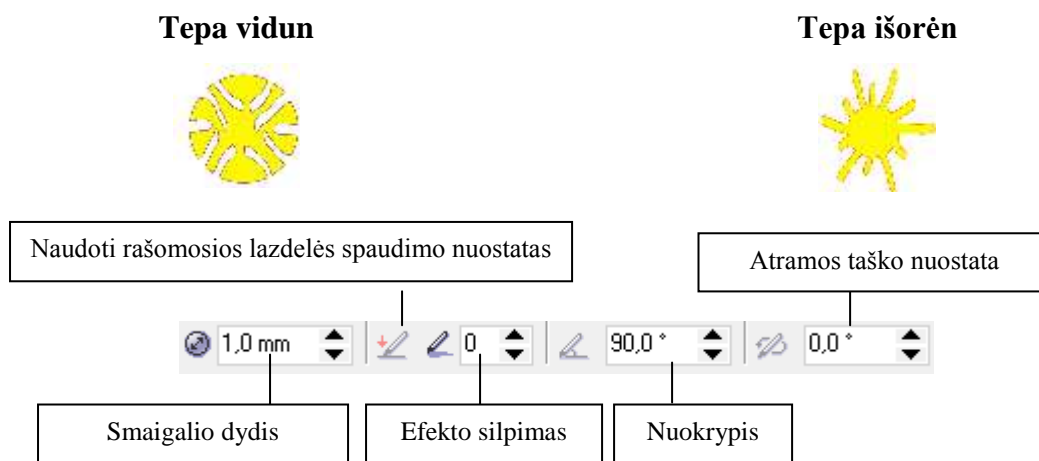 Tepa vidun
Tepa išorėn
Naudoti rašomosios lazdelės spaudimo nuostatas
Atramos taško nuostata
1,0 mm 0 90,0 ° 0,0 °
Smaigalio dydis
Efekto silpimas
Nuokrypis